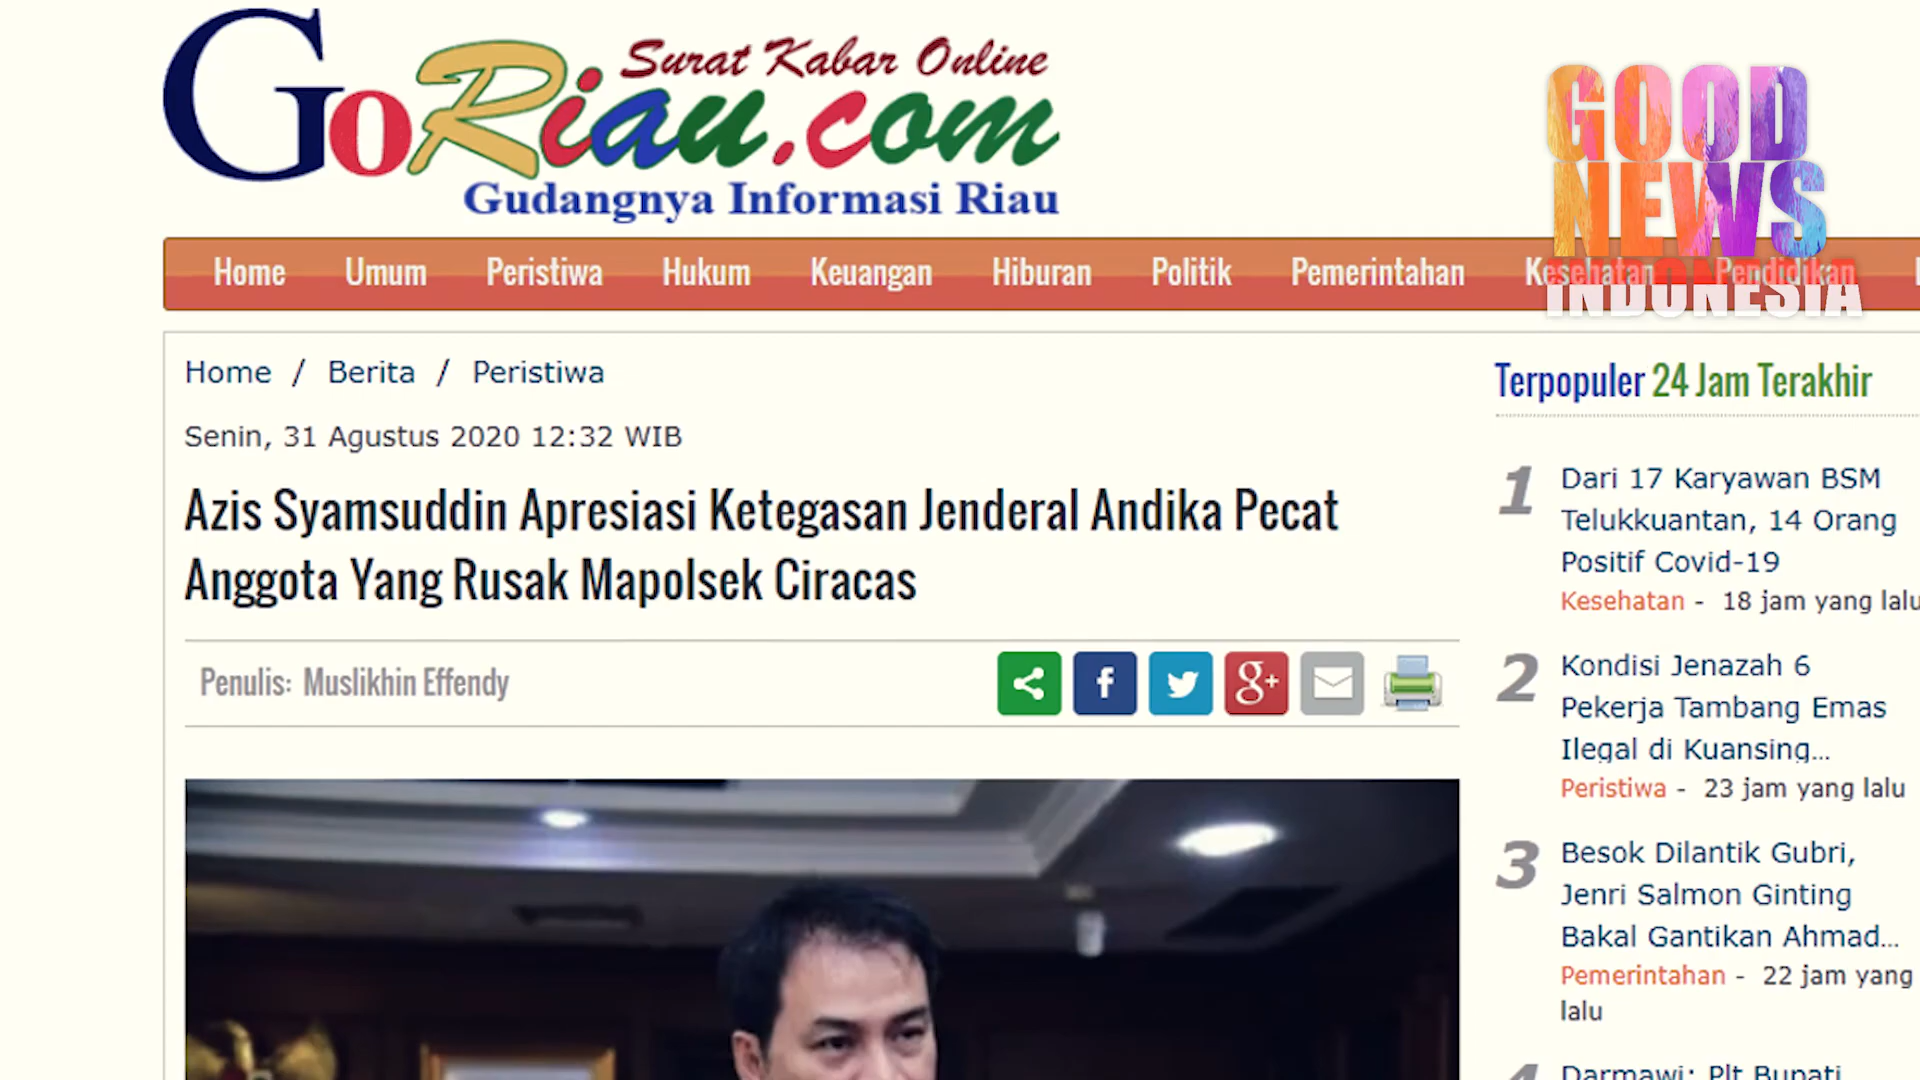 Surat Kabar Online
GoRiau.com
Gudangnya Informasi Riau
GOOD
NEWS
INDONESIA
Home Umum Peristiwa Hukum Keuangan Hiburan Politik Pemerintahan Kesehatan Pendidikan
Home / Berita / Peristiwa
Senin, 31 Agustus 2020 12:32 WIB
Azis Syamsuddin Apresiasi Ketegasan Jenderal Andika Pecat
Anggota Yang Rusak Mapolsek Ciracas
Penulis: Muslikhin Effendy
f
g+
Terpopuler 24 Jam Terakhir
1
Dari 17 Karyawan BSM
Telukkuantan, 14 Orang
Positif Covid-19
Kesehatan - 18 jam yang lalu
2
Kondisi Jenazah 6
Pekerja Tambang Emas
Ilegal di Kuansing...
Peristiwa - 23 jam yang lalu
3
Besok Dilantik Gubri,
Jenri Salmon Ginting
Bakal Gantikan Ahmad...
Pemerintahan - 22 jam yang
lalu
4
Darmawi: Plt Bupati